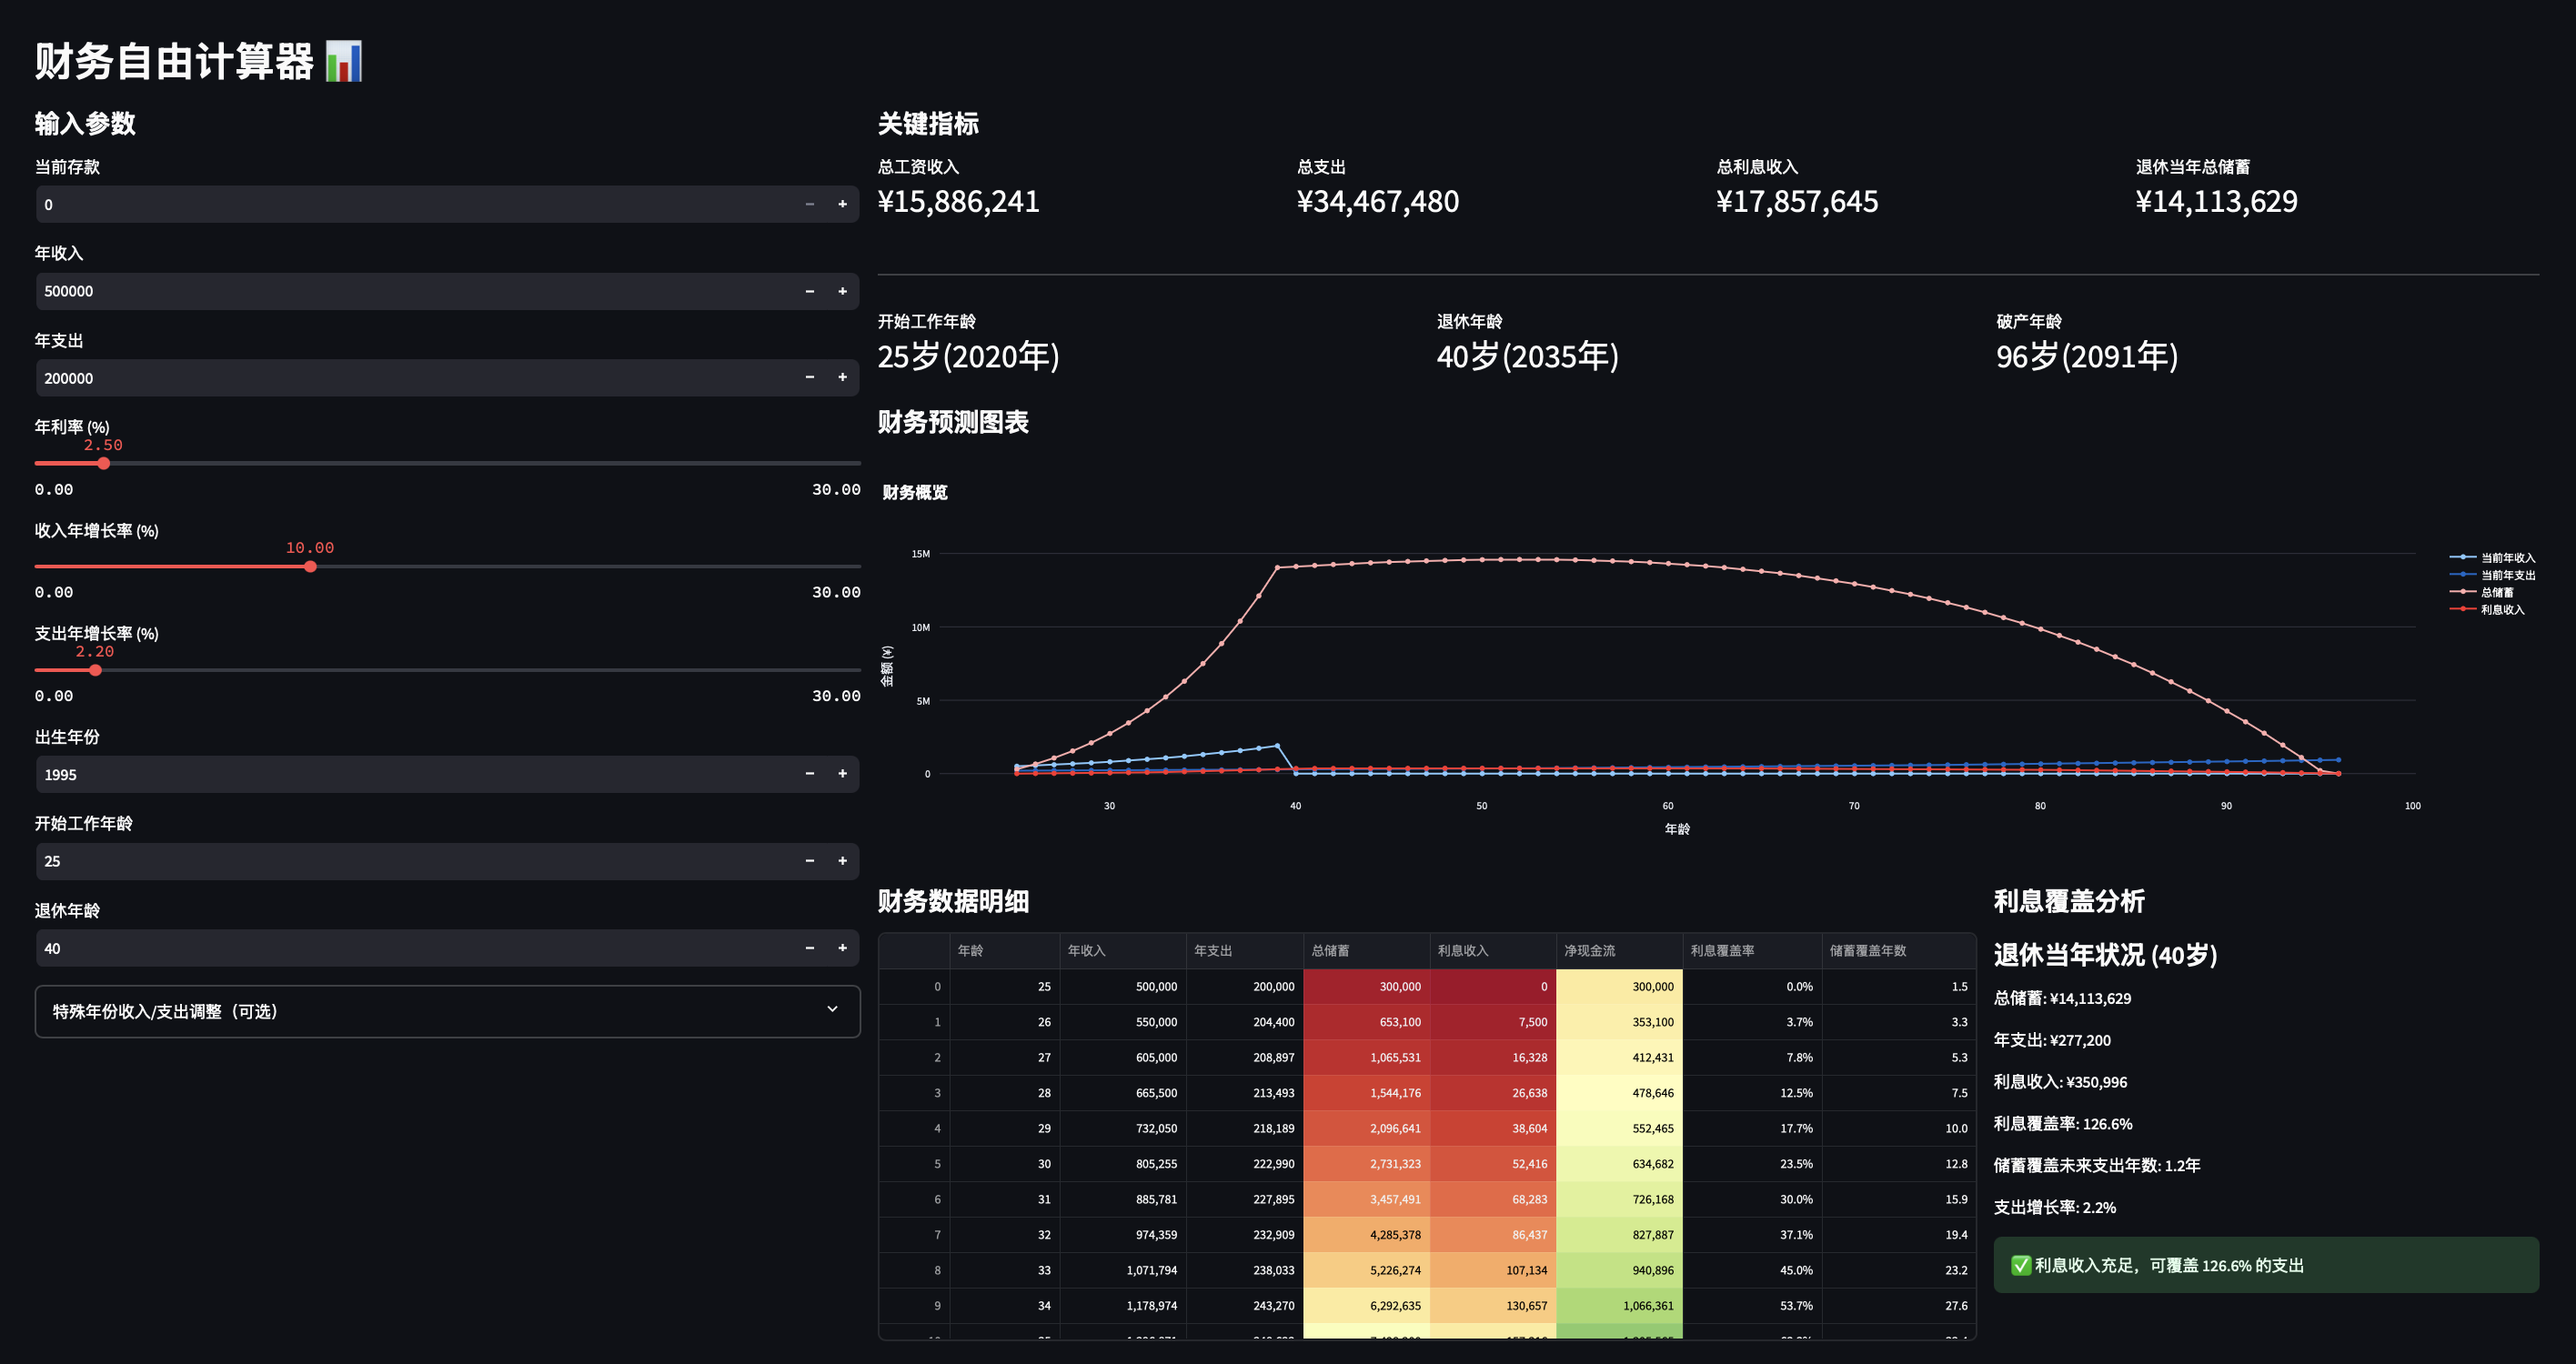 财务自由计算器
输入参数
当前存款
0
年收入
500000
年支出
200000
年利率 (%)
2.50
0.00 30.00
收入年增长率 (%)
10.00
0.00 30.00
支出年增长率 (%)
2.20
0.00 30.00
出生年份
1995
开始工作年龄
25
退休年龄
40
特殊年份收入/支出调整（可选）
关键指标
总工资收入 总支出 总利息收入 退休当年总储蓄
¥15,886,241 ¥34,467,480 ¥17,857,645 ¥14,113,629
开始工作年龄 退休年龄 破产年龄
25岁(2020年) 40岁(2035年) 96岁(2091年)
财务预测图表
财务概览
15M
10M
5M
0
金额 (¥)
30 40 50 60 70 80 90 100
年龄
当前年收入
当前年支出
总储蓄
利息收入
财务数据明细
年龄 年收入 年支出 总储蓄 利息收入 净现金流 利息覆盖率 储蓄覆盖年数
0 25 500,000 200,000 300,000 0 300,000 0.0% 1.5
1 26 550,000 204,400 653,100 7,500 353,100 3.7% 3.3
2 27 605,000 208,897 1,065,531 16,328 412,431 7.8% 5.3
3 28 665,500 213,493 1,544,176 26,638 478,646 12.5% 7.5
4 29 732,050 218,189 2,096,641 38,604 552,465 17.7% 10.0
5 30 805,255 222,990 2,731,323 52,416 634,682 23.5% 12.8
6 31 885,781 227,895 3,457,491 68,283 726,168 30.0% 15.9
7 32 974,359 232,909 4,285,378 86,437 827,887 37.1% 19.4
8 33 1,071,794 238,033 5,226,274 107,134 940,896 45.0% 23.2
9 34 1,178,974 243,270 6,292,635 130,657 1,066,361 53.7% 27.6
利息覆盖分析
退休当年状况 (40岁)
总储蓄: ¥14,113,629
年支出: ¥277,200
利息收入: ¥350,996
利息覆盖率: 126.6%
储蓄覆盖未来支出年数: 1.2年
支出增长率: 2.2%
利息收入充足，可覆盖 126.6% 的支出